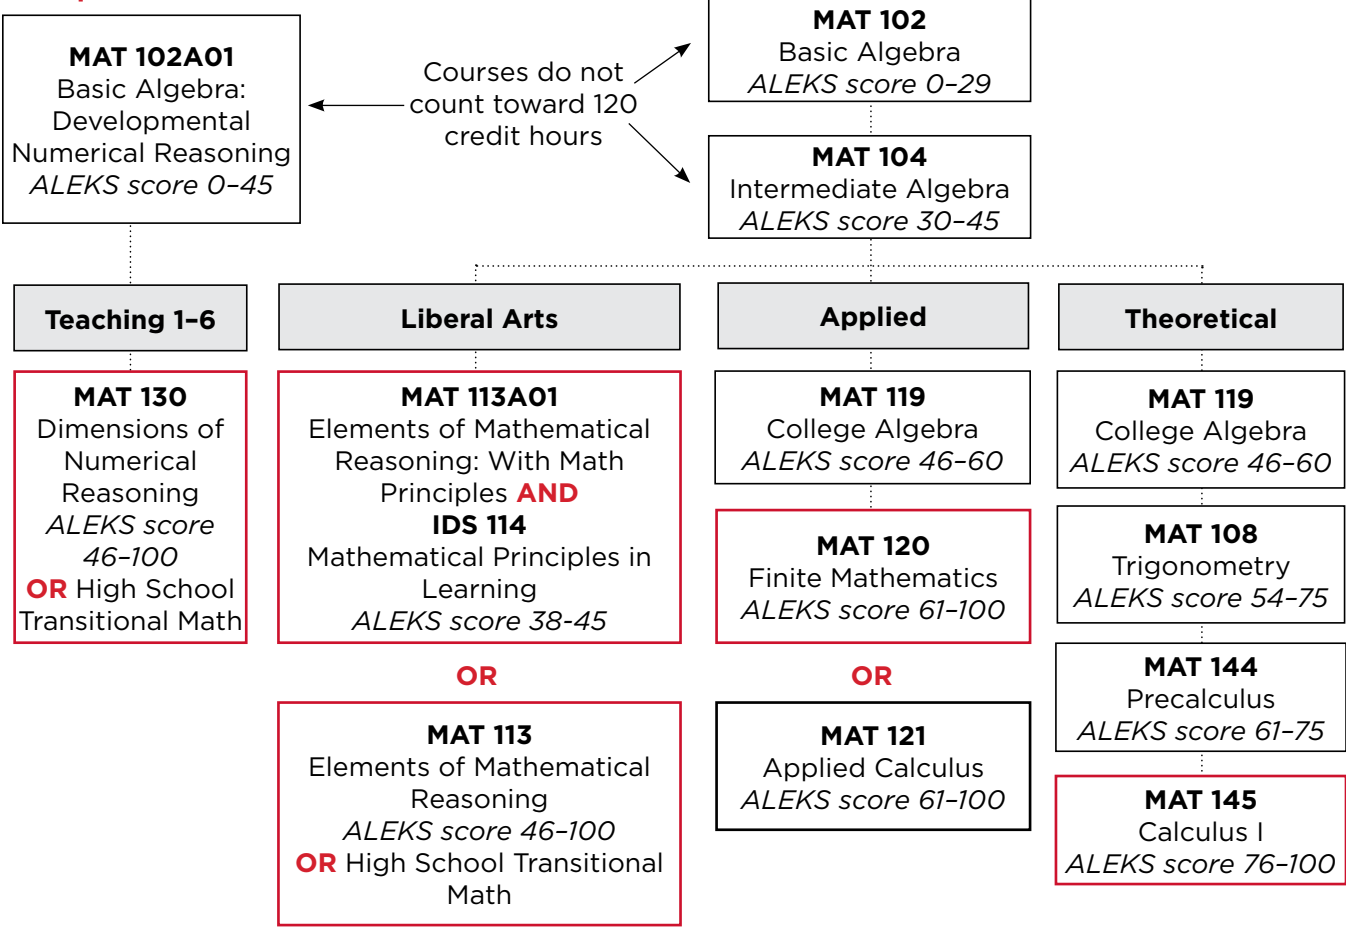 MAT 102A01
Basic Algebra:
Developmental
Numerical Reasoning
ALEKS score 0–45
Courses do not
count toward 120
credit hours
MAT 102
Basic Algebra
ALEKS score 0–29
MAT 104
Intermediate Algebra
ALEKS score 30–45
Teaching 1–6
MAT 130
Dimensions of
Numerical
Reasoning
ALEKS score
46–100
OR High School
Transitional Math
Liberal Arts
MAT 113A01
Elements of Mathematical
Reasoning: With Math
Principles AND
IDS 114
Mathematical Principles in
Learning
ALEKS score 38-45
OR
MAT 113
Elements of Mathematical
Reasoning
ALEKS score 46–100
OR High School Transitional
Math
Applied
MAT 119
College Algebra
ALEKS score 46–60
MAT 120
Finite Mathematics
ALEKS score 61–100
OR
MAT 121
Applied Calculus
ALEKS score 61–100
Theoretical
MAT 119
College Algebra
ALEKS score 46–60
MAT 108
Trigonometry
ALEKS score 54–75
MAT 144
Precalculus
ALEKS score 61–75
MAT 145
Calculus I
ALEKS score 76–100